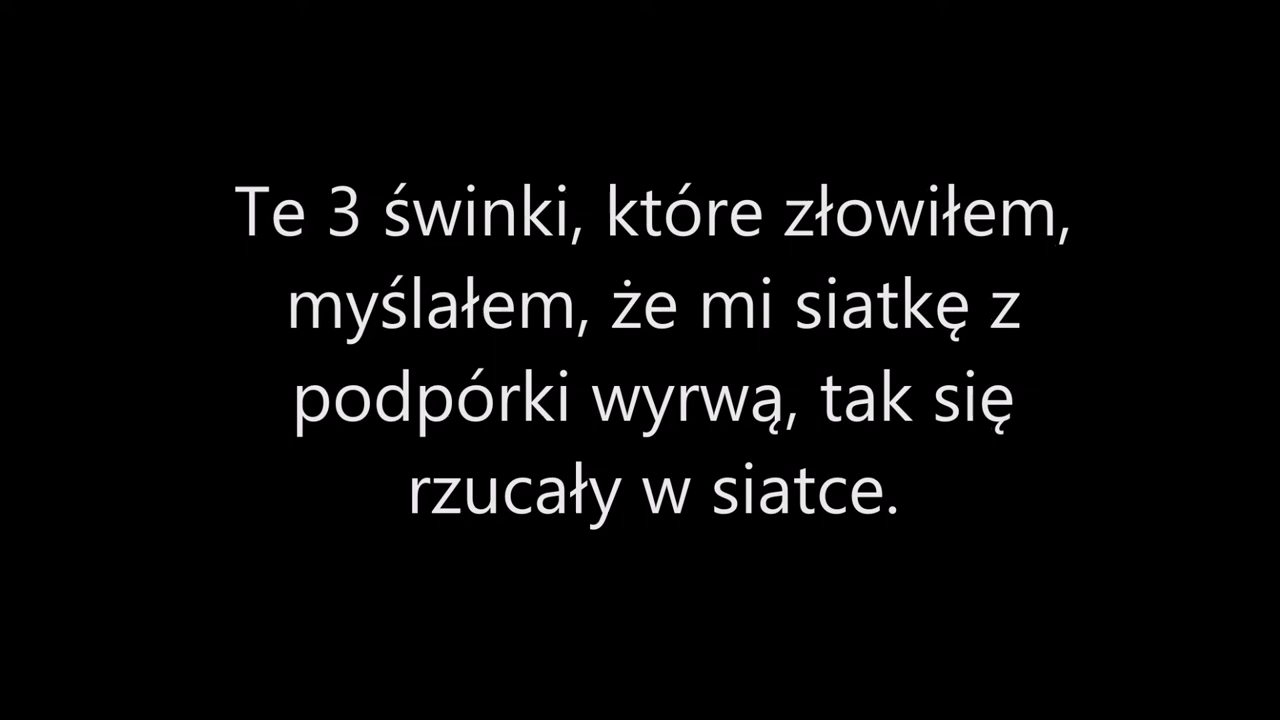 Te 3 świnki, które złowiłem,
myślałem, że mi siatkę z
podpórki wyrwą, tak się
rzucały w siatce.